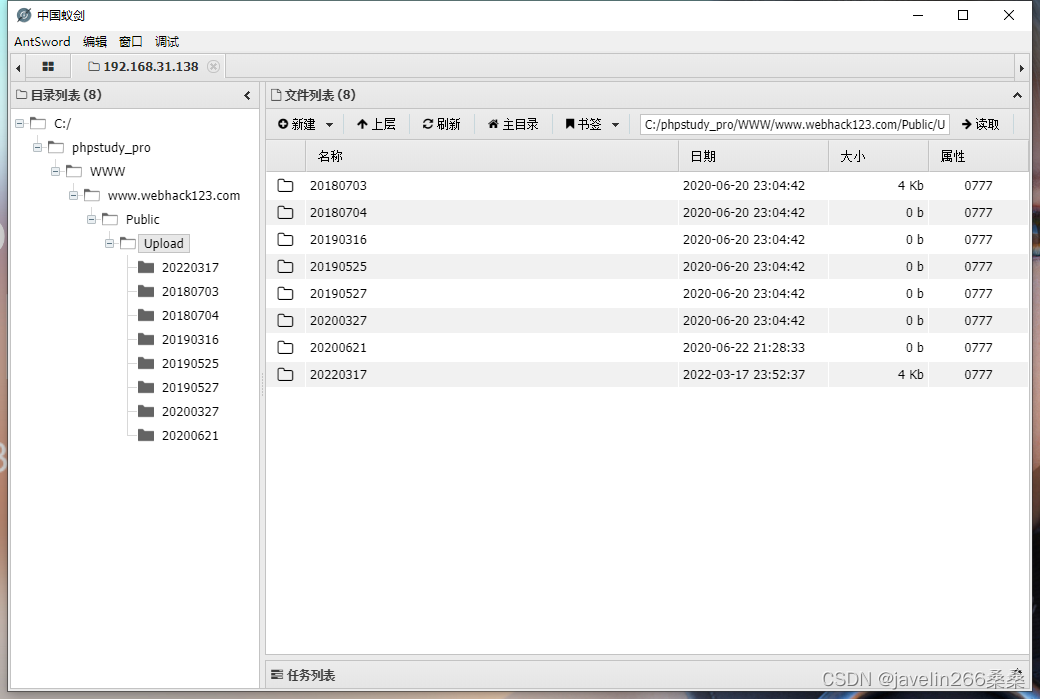 中国蚁剑
AntSword 编辑 窗口 调试
192.168.31.138
目录列表 (8)
C:/
phpstudy_pro
WWW
www.webhack123.com
Public
Upload
20220317
20180703
20180704
20190316
20190525
20190527
20200327
20200621
文件列表 (8)
新建 上层 刷新 主目录 书签 C:/phpstudy_pro/WWW/www.webhack123.com/Public/U 读取
名称 日期 大小 属性
20180703 2020-06-20 23:04:42 4 Kb 0777
20180704 2020-06-20 23:04:42 0 b 0777
20190316 2020-06-20 23:04:42 0 b 0777
20190525 2020-06-20 23:04:42 0 b 0777
20190527 2020-06-20 23:04:42 0 b 0777
20200327 2020-06-20 23:04:42 0 b 0777
20200621 2020-06-22 21:28:33 0 b 0777
20220317 2022-03-17 23:52:37 4 Kb 0777
任务列表
CSDN @javelin266桑桑